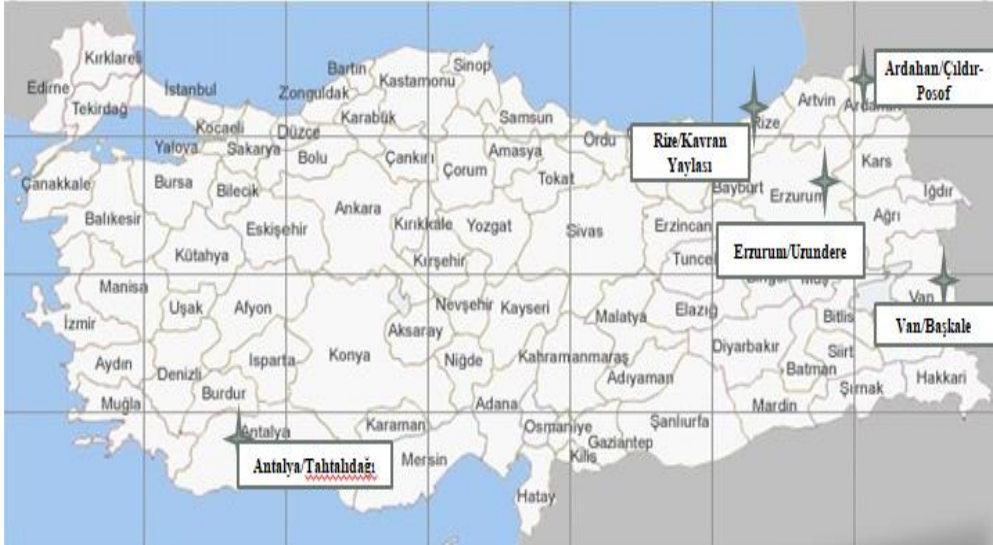 Kırklareli
Edirne
Tekirdağ
İstanbul
Kocaeli
Yalova
Sakarya
Düzce
Zonguldak
Bartın
Karabük
Kastamonu
Sinop
Samsun
Ordu
Rize
Artvin
Ardahan/Çıldır-
Posof
Rize/Kavran
Yaylası
Çanakkale
Bursa
Bilecik
Bolu
Çankırı
Çorum
Amasya
Tokat
Bayburt
Erzurum
Kars
Iğdır
Ağrı
Balıkesir
Eskişehir
Ankara
Kırıkkale
Yozgat
Sivas
Erzincan
Kütahya
Kırşehir
Erzurum/Uzundere
Manisa
Uşak
Afyon
Nevşehir
Kayseri
Malatya
Elazığ
Muş
Bitlis
Van
Van/Başkale
İzmir
Aksaray
Aydın
Denizli
Isparta
Konya
Niğde
Kahramanmaraş
Diyarbakır
Batman
Siirt
Adıyaman
Şırnak
Hakkari
Muğla
Burdur
Antalya
Karaman
Adana
Osmaniye
Şanlıurfa
Mardin
Gaziantep
Kilis
Mersin
Hatay
Antalya/Tahtalıdağı